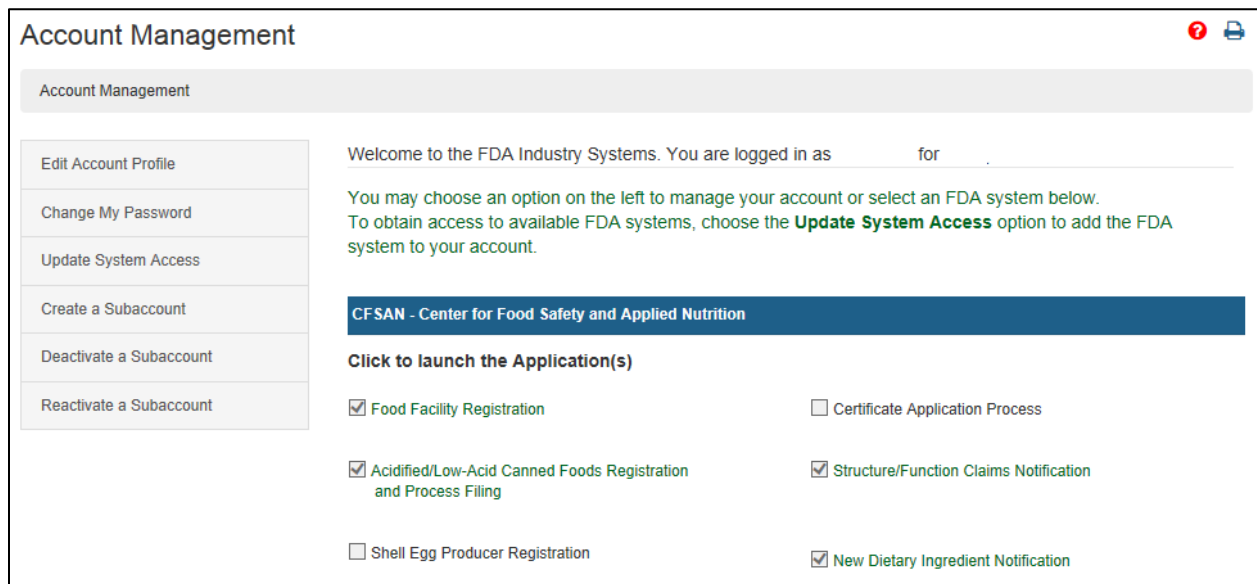 Account Management
Account Management
Edit Account Profile
Change My Password
Update System Access
Create a Subaccount
Deactivate a Subaccount
Reactivate a Subaccount
Welcome to the FDA Industry Systems. You are logged in as for .
You may choose an option on the left to manage your account or select an FDA system below.
To obtain access to available FDA systems, choose the Update System Access option to add the FDA
system to your account.
CFSAN - Center for Food Safety and Applied Nutrition
Click to launch the Application(s)
Food Facility Registration
Certificate Application Process
Acidified/Low-Acid Canned Foods Registration
and Process Filing
Structure/Function Claims Notification
Shell Egg Producer Registration
New Dietary Ingredient Notification